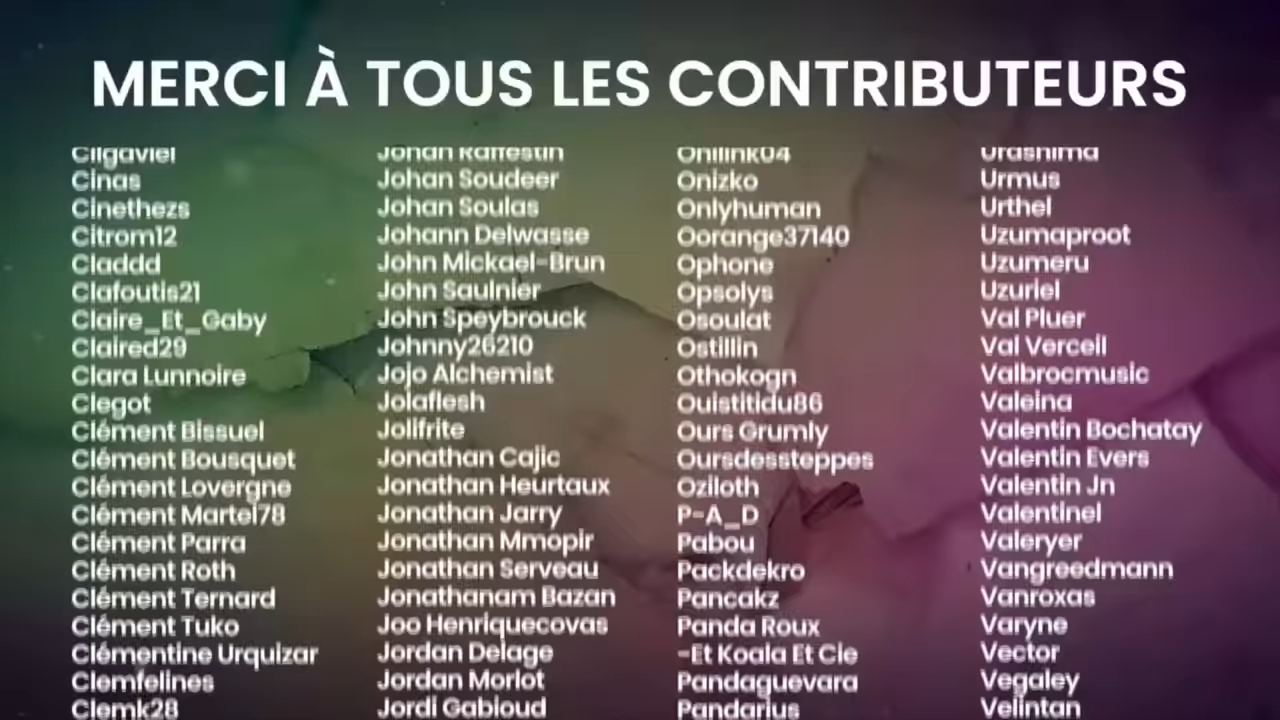 MERCI À TOUS LES CONTRIBUTEURS
Cilgaviel
Cinas
Cinethezs
Citrom12
Claddd
Clafoutis21
Claire_Et_Gaby
Claired29
Clara Lunnoire
Clegot
Clément Bissuel
Clément Bousquet
Clément Lovergne
Clément Martel78
Clément Parra
Clément Roth
Clément Ternard
Clément Tuko
Clémentine Urquizar
Clemfelines
Clemk28
Johan Raffestin
Johan Soudeer
Johan Soulas
Johann Delwasse
John Mickael-Brun
John Saulnier
John Speybrouck
Johnny26210
Jojo Alchemist
Jolaflesh
Jolifrite
Jonathan Cajic
Jonathan Heurtaux
Jonathan Jarry
Jonathan Mmopir
Jonathan Serveau
Jonathanam Bazan
Joo Henriquecovas
Jordan Delage
Jordan Morlot
Jordi Gabioud
Onilink04
Onizko
Onlyhuman
Oorange37140
Ophone
Opsolys
Osoulat
Ostillin
Othokogn
Ouistitidu86
Ours Grumly
Oursdessteppes
Oziloth
P-A_D
Pabou
Packdekro
Pancakz
Panda Roux
-Et Koala Et Cie
Pandaguevara
Pandarius
Urashima
Urmus
Urthel
Uzumaproot
Uzumeru
Uzuriel
Val Pluer
Val Verceil
Valbrocmusic
Valeina
Valentin Bochatay
Valentin Evers
Valentin Jn
Valentinel
Valeryer
Vangreedmann
Vanroxas
Varyne
Vector
Vegaley
Velintan